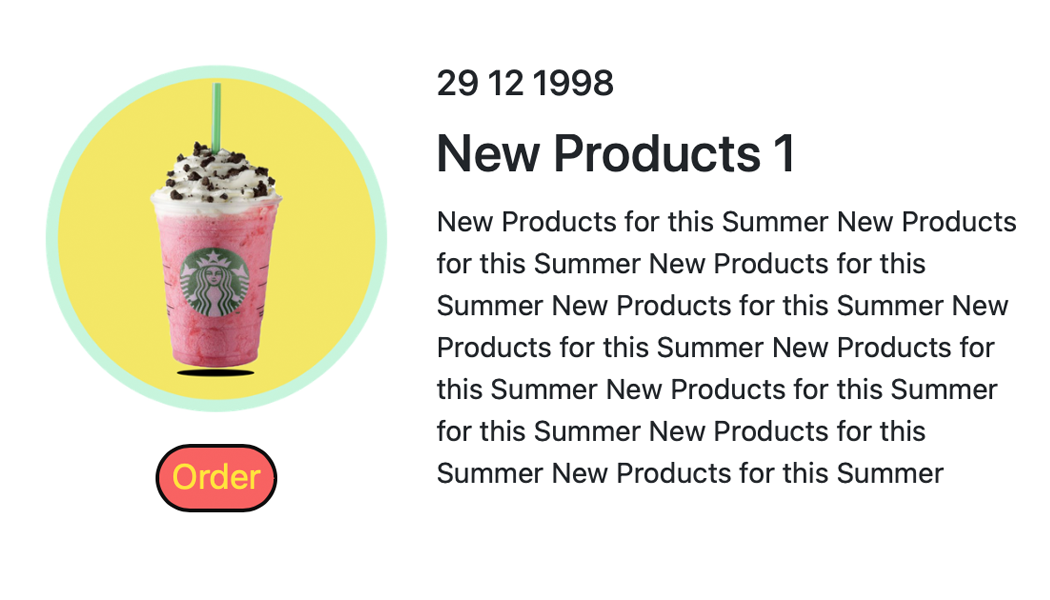 29 12 1998
New Products 1
New Products for this Summer New Products
for this Summer New Products for this
Summer New Products for this Summer New
Products for this Summer New Products for
this Summer New Products for this Summer
for this Summer New Products for this
Summer New Products for this Summer
Order